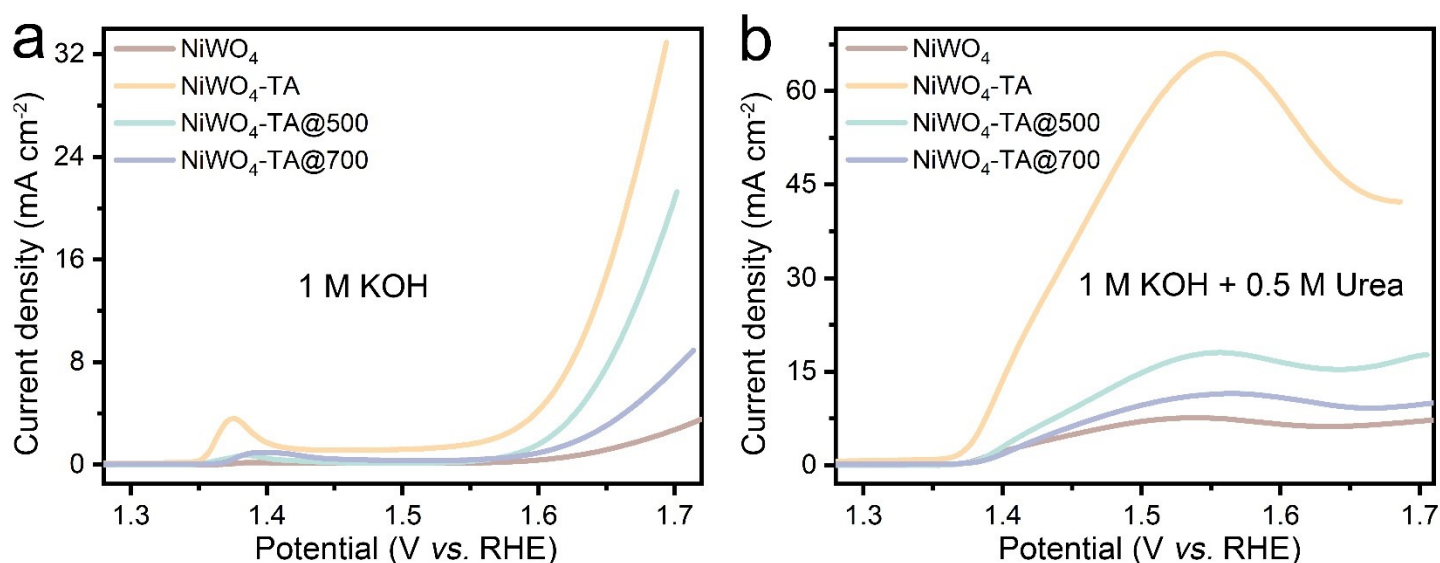 a
NiWO₄
NiWO₄-TA
NiWO₄-TA@500
NiWO₄-TA@700
1 M KOH
Current density (mA cm⁻²)
32
24
16
8
0
1.3 1.4 1.5 1.6 1.7
Potential (V vs. RHE)
b
NiWO₄
NiWO₄-TA
NiWO₄-TA@500
NiWO₄-TA@700
1 M KOH + 0.5 M Urea
Current density (mA cm⁻²)
60
45
30
15
0
1.3 1.4 1.5 1.6 1.7
Potential (V vs. RHE)